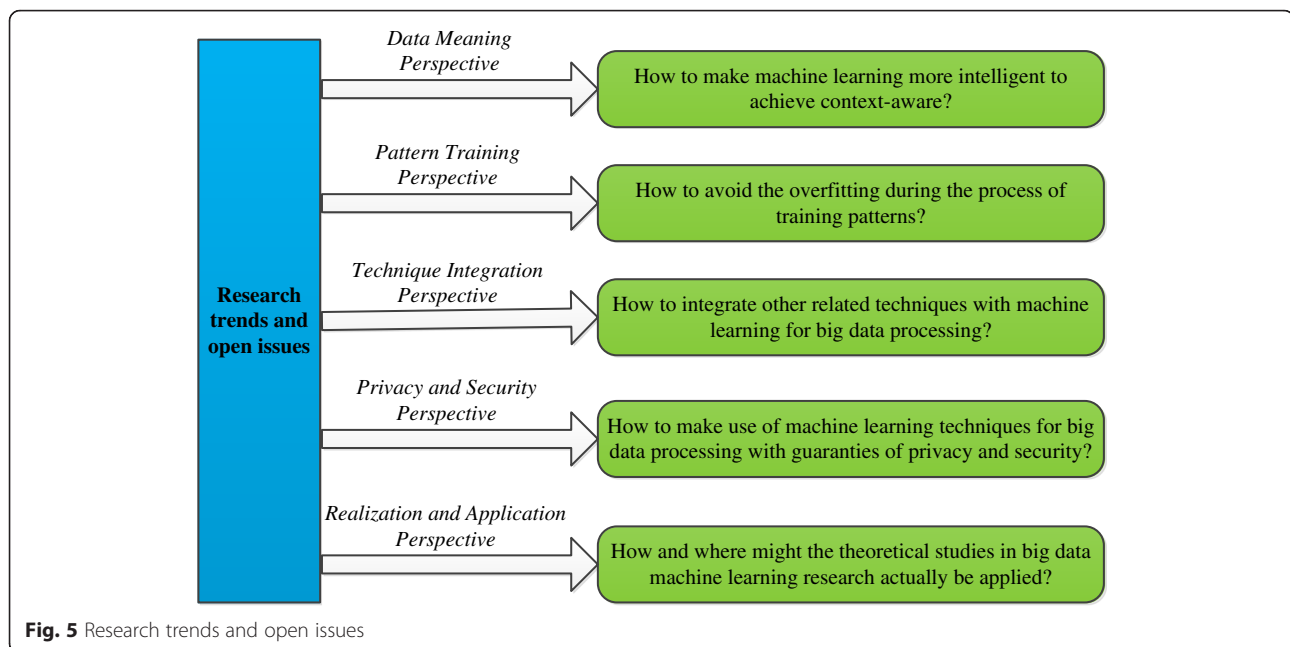 Data Meaning
Perspective
How to make machine learning more intelligent to
achieve context-aware?
Pattern Training
Perspective
How to avoid the overfitting during the process of
training patterns?
Technique Integration
Perspective
Research
trends and
open issues
How to integrate other related techniques with machine
learning for big data processing?
Privacy and Security
Perspective
How to make use of machine learning techniques for big
data processing with guaranties of privacy and security?
Realization and Application
Perspective
How and where might the theoretical studies in big data
machine learning research actually be applied?
Fig. 5 Research trends and open issues